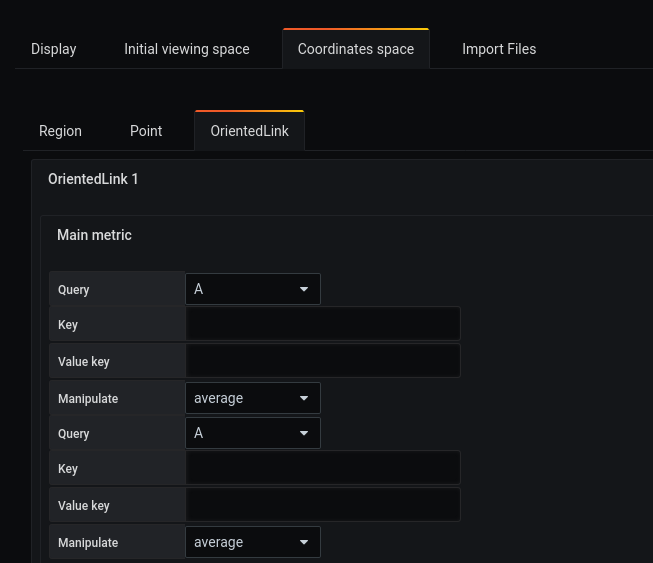 Display Initial viewing space Coordinates space Import Files
Region Point OrientedLink
OrientedLink 1
Main metric
Query A
Key
Value key
Manipulate average
Query A
Key
Value key
Manipulate average